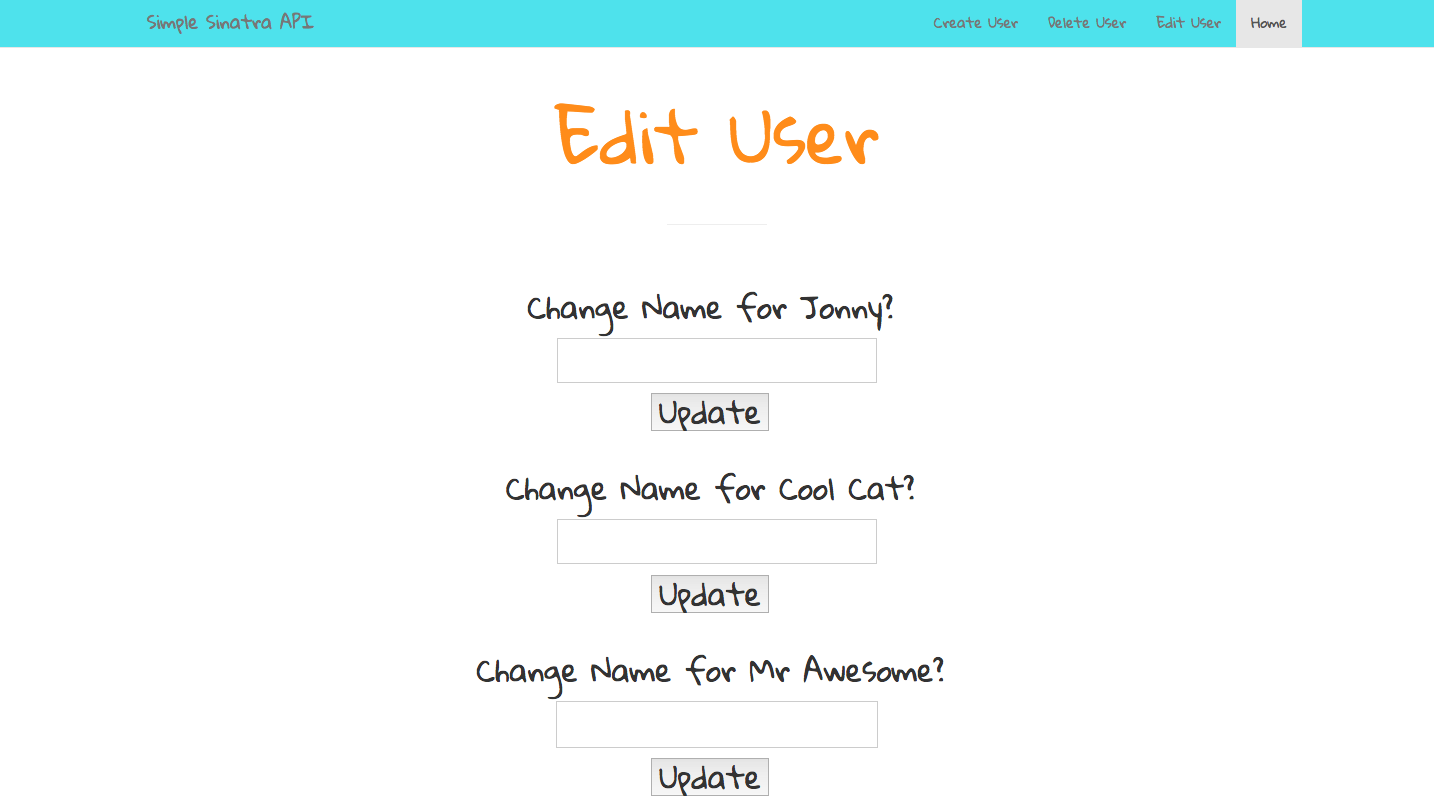 Simple Sinatra API Create User Delete User Edit User Home
Edit User
Change Name for Jonny?
Update
Change Name for Cool Cat?
Update
Change Name for Mr Awesome?
Update